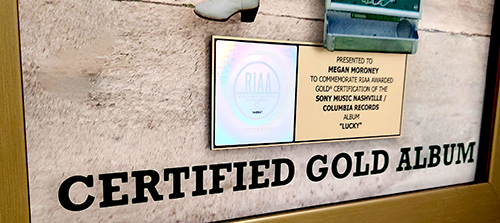 RIAA
PRESENTED TO
MEGAN MORONEY
TO COMMEMORATE RIAA AWARDED
GOLD® CERTIFICATION OF THE
SONY MUSIC NASHVILLE /
COLUMBIA RECORDS
ALBUM
"LUCKY"
CERTIFIED GOLD ALBUM